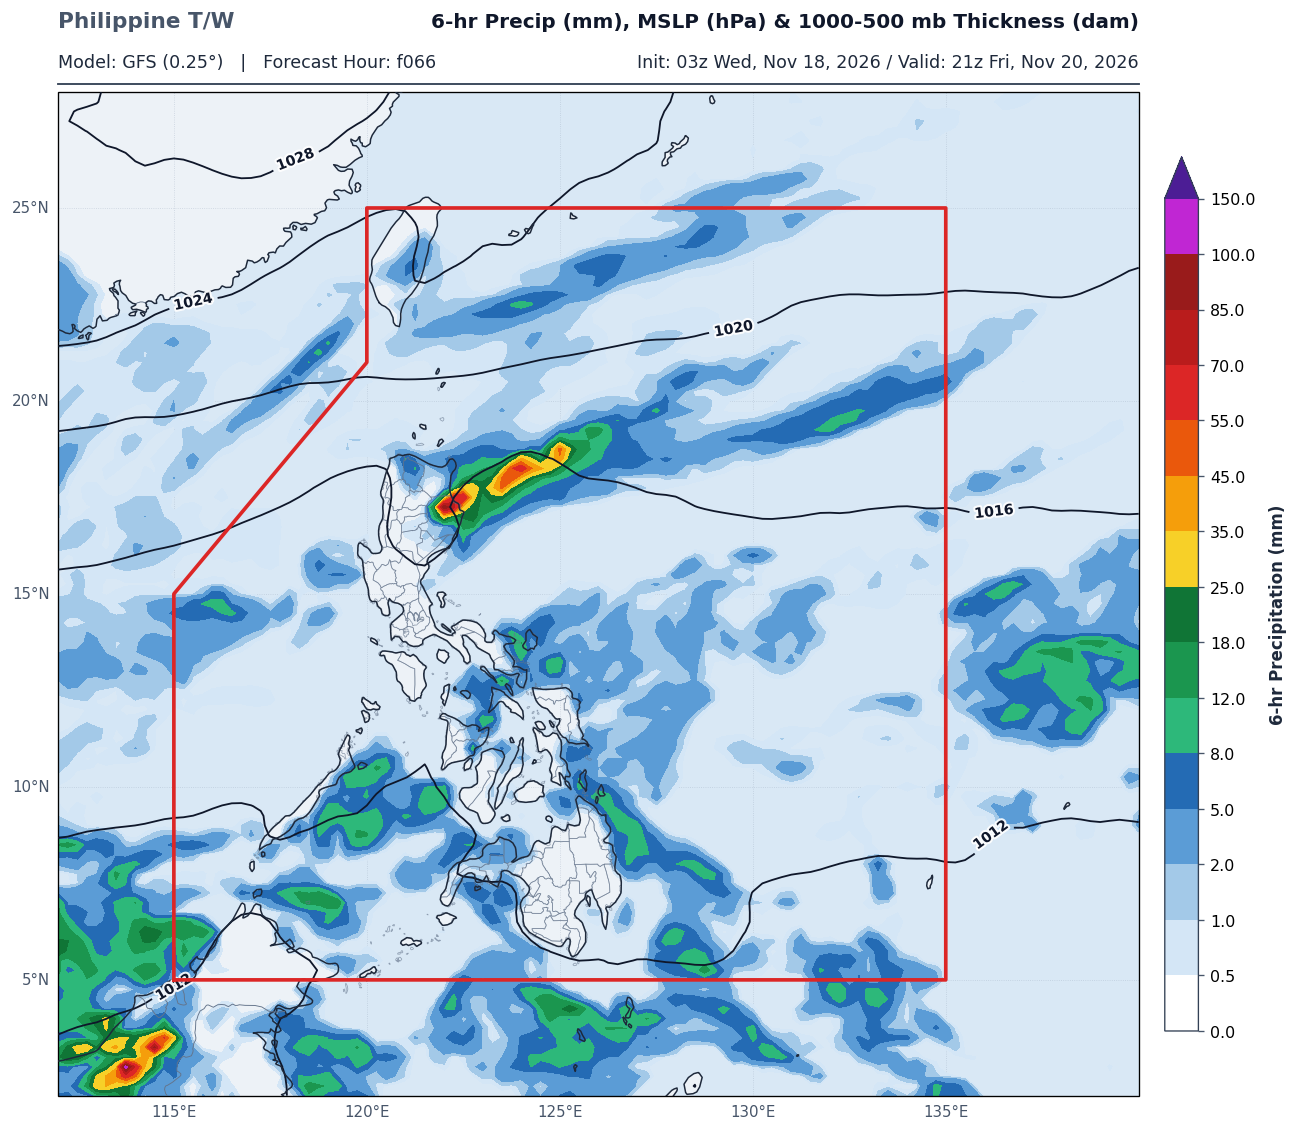 Philippine T/W
6-hr Precip (mm), MSLP (hPa) & 1000-500 mb Thickness (dam)
Model: GFS (0.25°) | Forecast Hour: f066
Init: 03z Wed, Nov 18, 2026 / Valid: 21z Fri, Nov 20, 2026
1028
1024
1020
1016
1012
1012
25°N
20°N
15°N
10°N
5°N
115°E
120°E
125°E
130°E
135°E
150.0
100.0
85.0
70.0
55.0
45.0
35.0
25.0
18.0
12.0
8.0
5.0
2.0
1.0
0.5
0.0
6-hr Precipitation (mm)